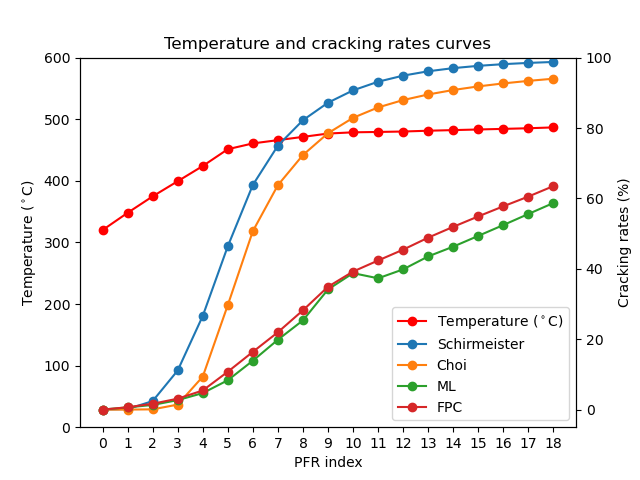 Temperature and cracking rates curves
600
500
400
300
200
100
0
Temperature (°C)
100
80
60
40
20
0
Cracking rates (%)
Temperature (°C)
Schirmeister
Choi
ML
FPC
0 1 2 3 4 5 6 7 8 9 10 11 12 13 14 15 16 17 18
PFR index